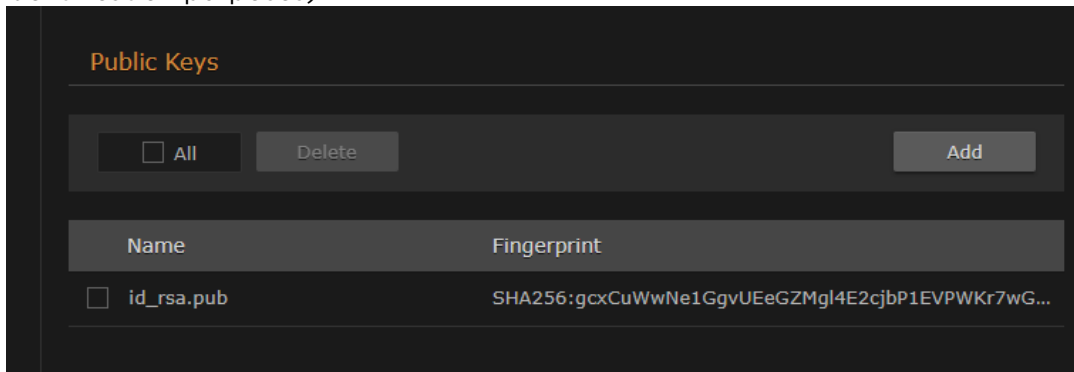 Public Keys
All Delete Add
Name Fingerprint
id_rsa.pub SHA256:gcxCuWwNe1GgvUEeGZMgl4E2cjbP1EVPWKr7wG...